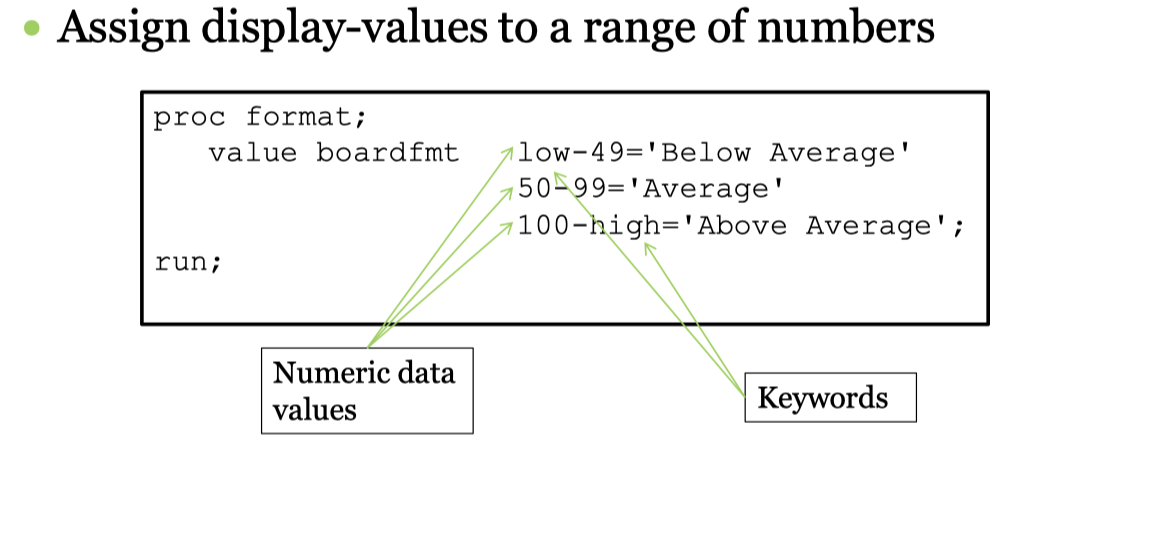 • Assign display-values to a range of numbers
proc format;
value boardfmt low-49='Below Average'
50-99='Average'
100-high='Above Average';
run;
Numeric data
values
Keywords